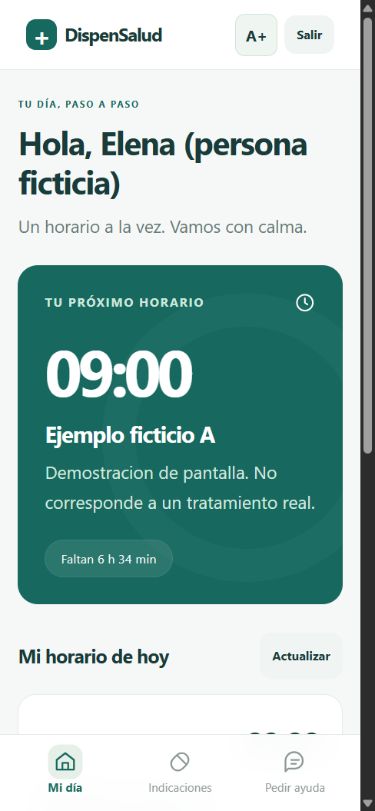 DispenSalud
A+
Salir
TU DÍA, PASO A PASO
Hola, Elena (persona
ficticia)
Un horario a la vez. Vamos con calma.
TU PRÓXIMO HORARIO
09:00
Ejemplo ficticio A
Demostracion de pantalla. No
corresponde a un tratamiento real.
Faltan 6 h 34 min
Mi horario de hoy
Actualizar
Mi día
Indicaciones
Pedir ayuda